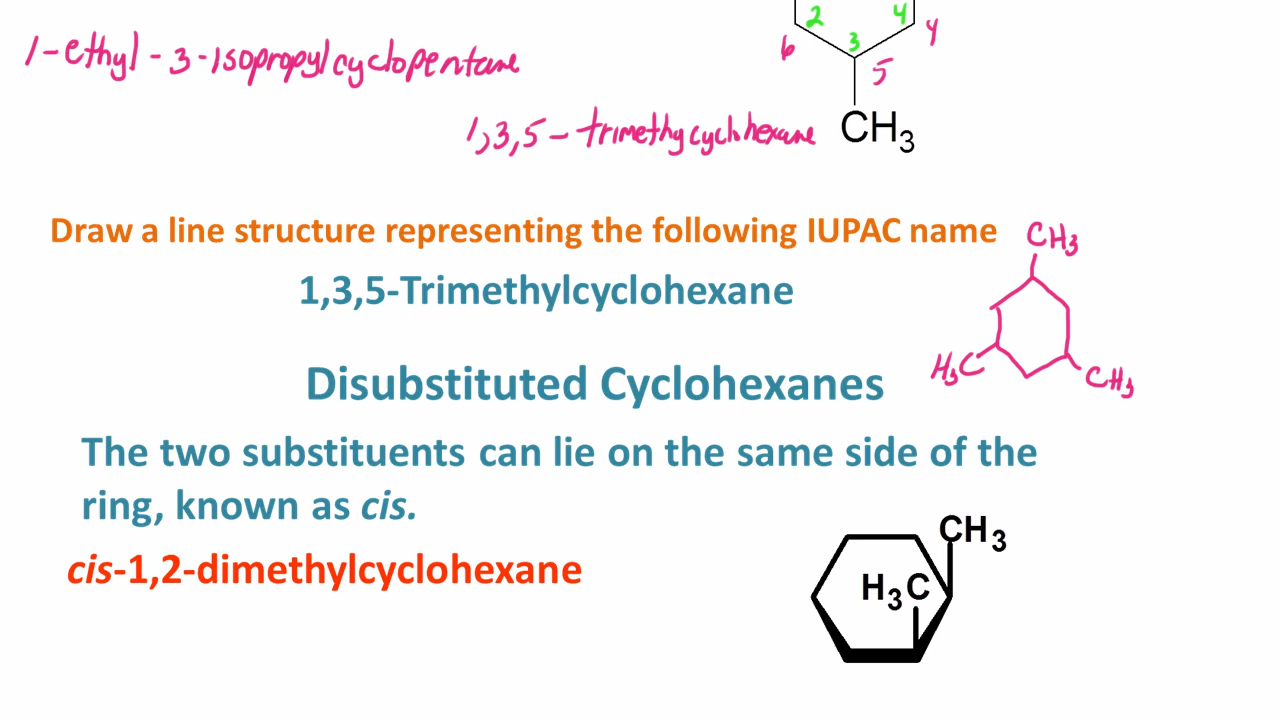 2 4
6 3 4
1-ethyl-3-isopropylcyclopentane
5
1,3,5-trimethycyclohexane CH3
Draw a line structure representing the following IUPAC name
CH3
1,3,5-Trimethylcyclohexane
H3C
CH3
Disubstituted Cyclohexanes
The two substituents can lie on the same side of the
ring, known as cis.
CH3
cis-1,2-dimethylcyclohexane
H3C